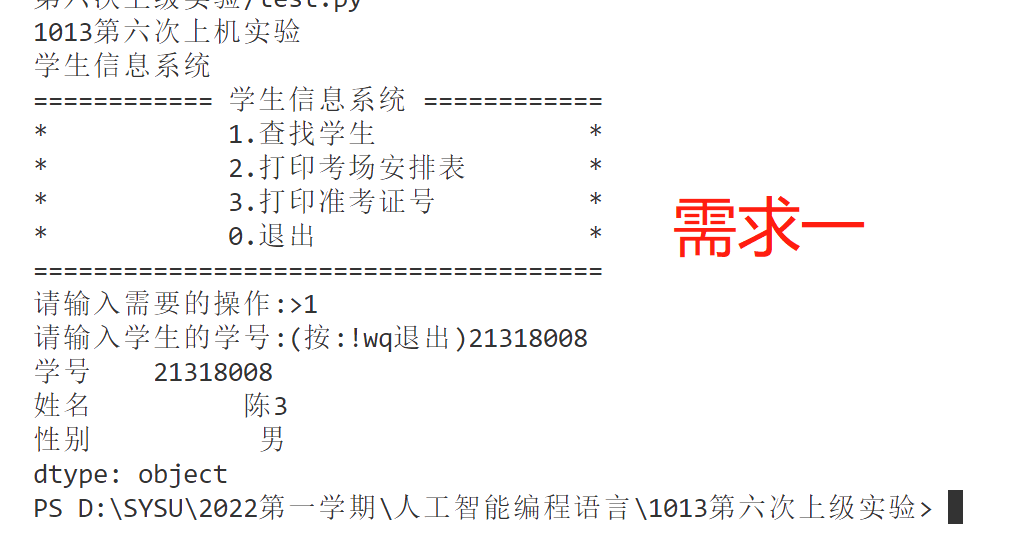 第六次上级实验/test.py
1013第六次上机实验
学生信息系统
============ 学生信息系统 ============
*            1.查找学生              *
*            2.打印考场安排表        *
*            3.打印准考证号          *
*            0.退出                  *
======================================
请输入需要的操作:>1
请输入学生的学号:(按:!wq退出)21318008
学号    21318008
姓名          陈3
性别           男
dtype: object
PS D:\SYSU\2022第一学期\人工智能编程语言\1013第六次上级实验>
需求一